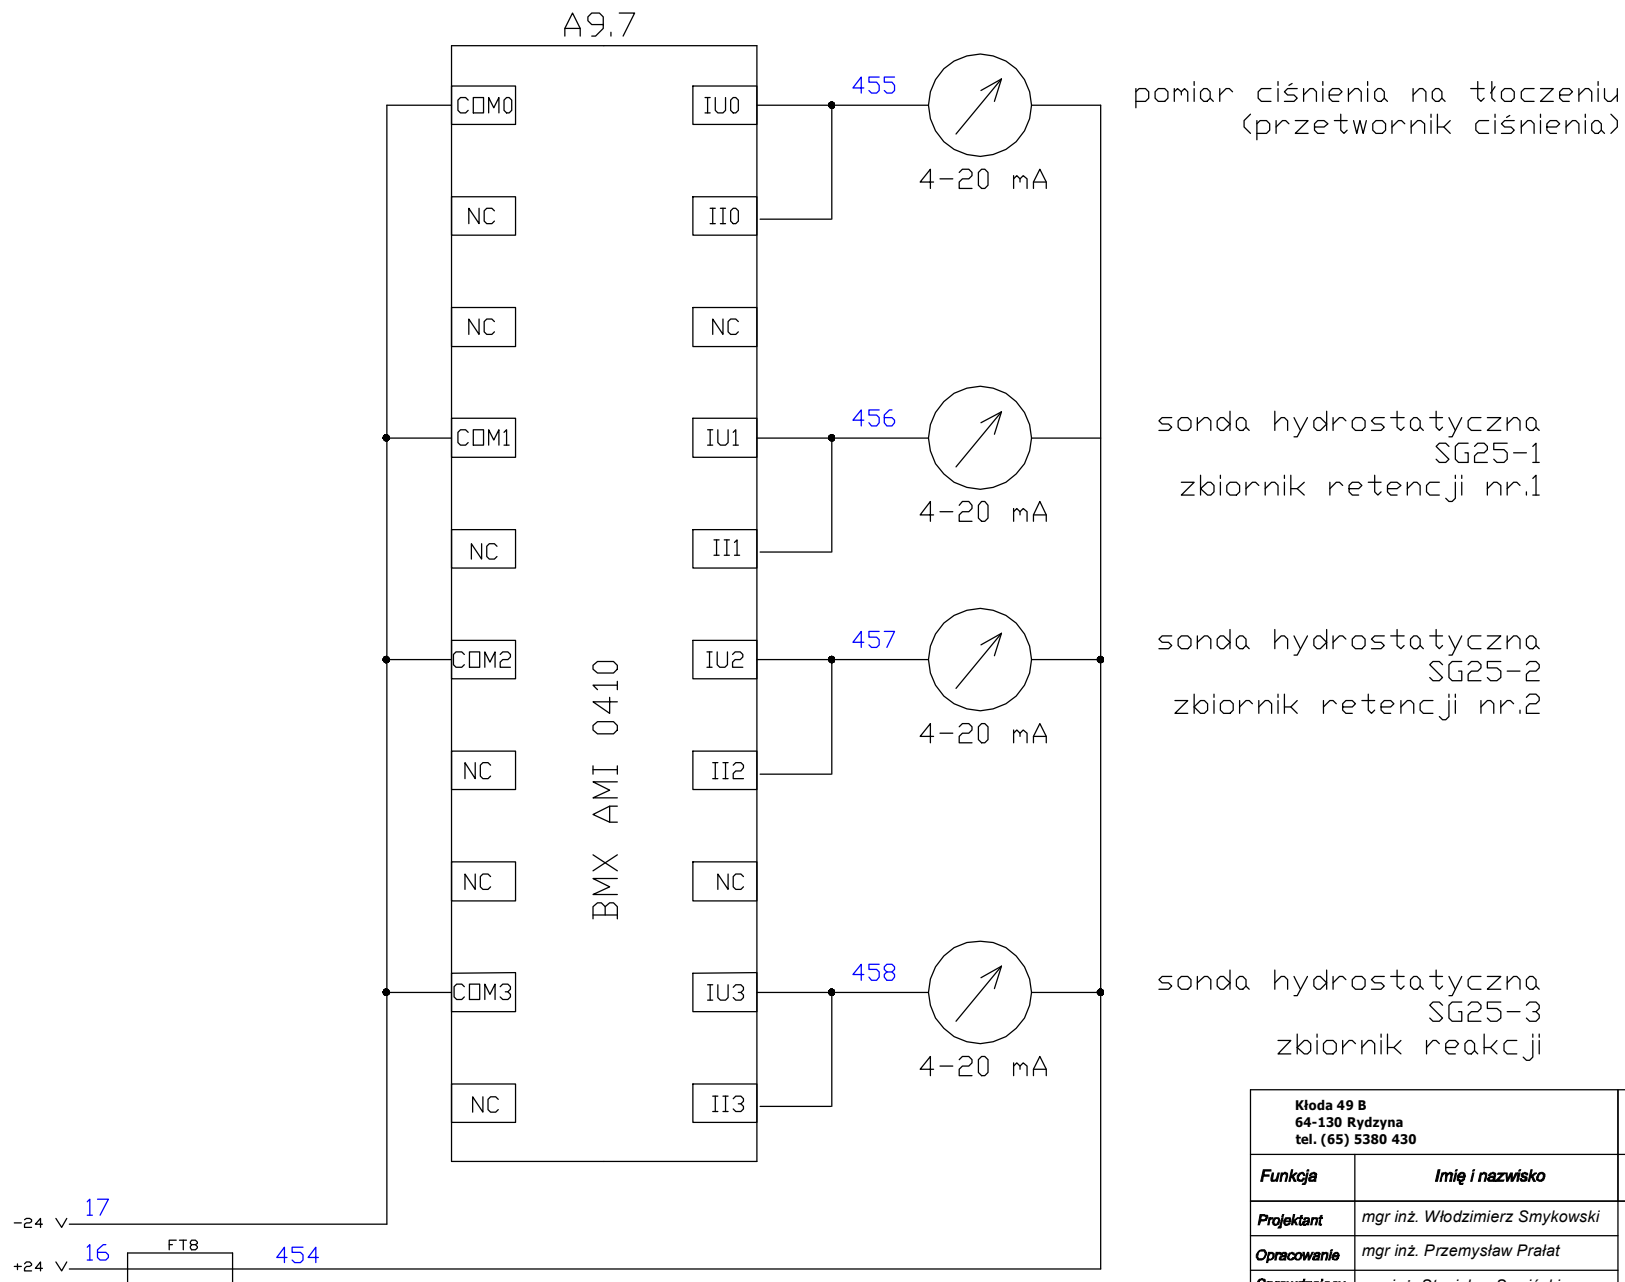 A9.7
COM0
IU0
455
4-20 mA
pomiar ciśnienia na tłoczeniu
(przetwornik ciśnienia)
NC
II0
NC
NC
COM1
IU1
456
4-20 mA
sonda hydrostatyczna
SG25-1
zbiornik retencji nr.1
NC
II1
COM2
IU2
457
4-20 mA
sonda hydrostatyczna
SG25-2
zbiornik retencji nr.2
NC
II2
BMX AMI 0410
NC
NC
COM3
IU3
458
4-20 mA
sonda hydrostatyczna
SG25-3
zbiornik reakcji
NC
II3
-24 V
17
+24 V
16
FT8
454
Kłoda 49 B
64-130 Rydzyna
tel. (65) 5380 430
Funkcja
Imię i nazwisko
Projektant
mgr inż. Włodzimierz Smykowski
Opracowanie
mgr inż. Przemysław Prałat